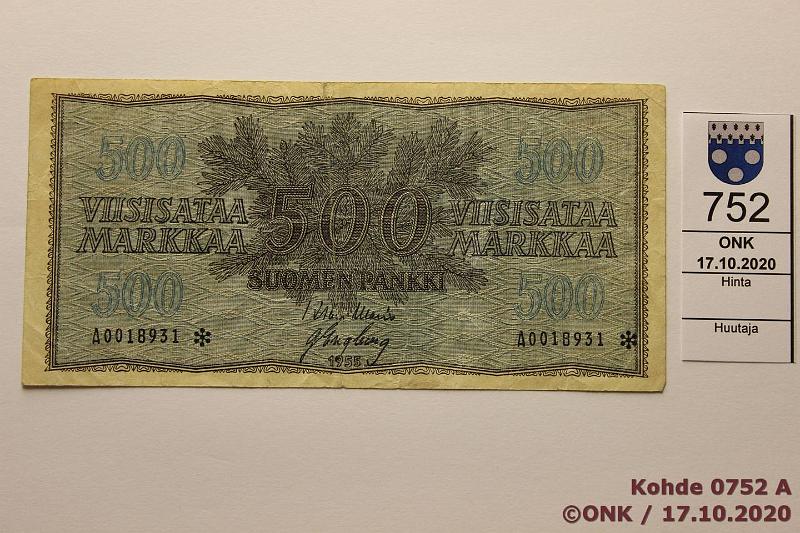 500 500
VIISISATAA 500 VIISISATAA
MARKKAA MARKKAA
SUOMEN PANKKI
500 500
A0018931 * A0018931 *
1955
752
ONK
17.10.2020
Hinta
Huutaja
Kohde 0752 A
©ONK / 17.10.2020